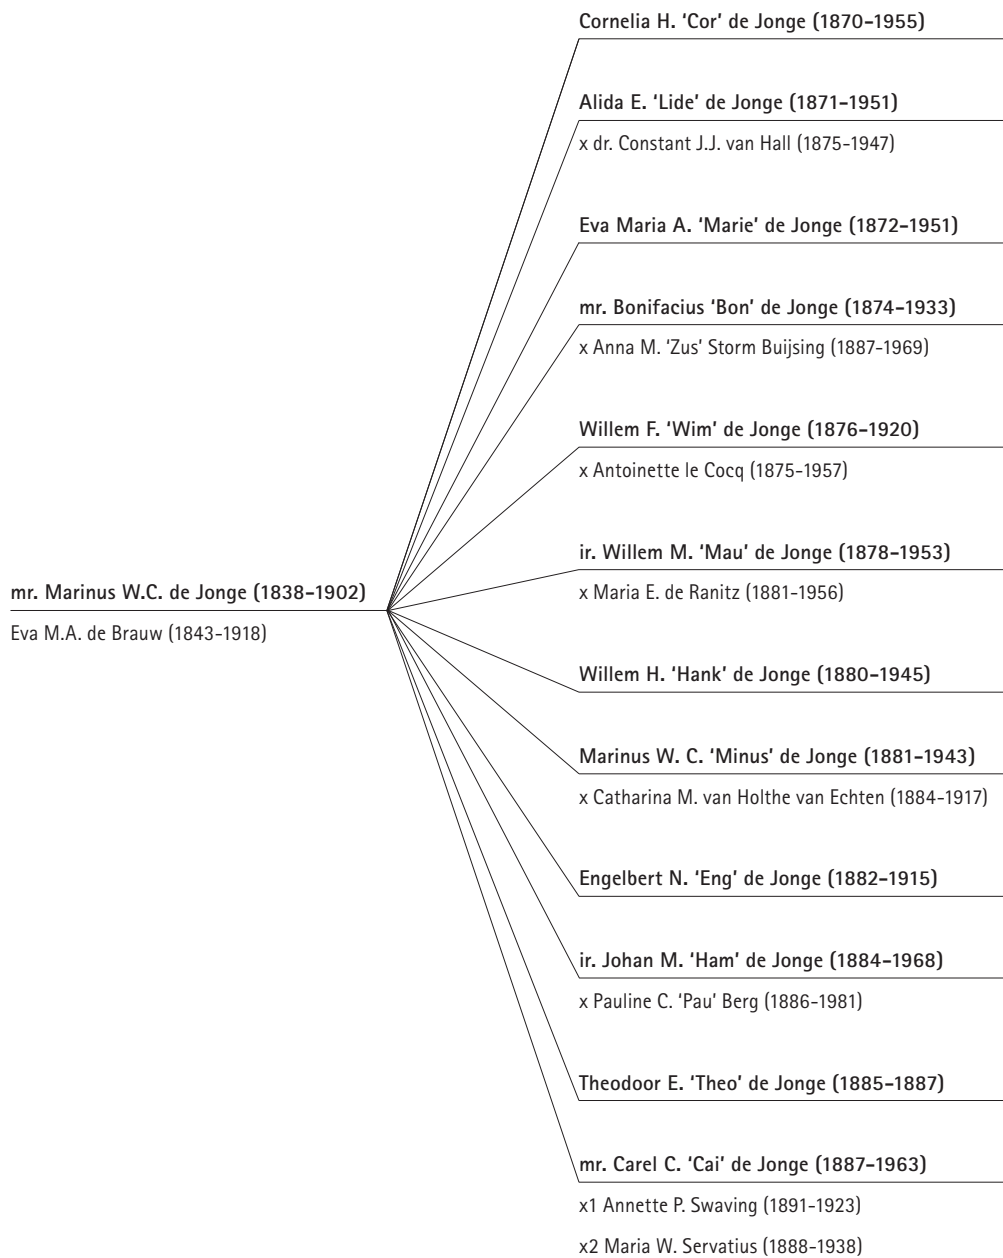 Cornelia H. ‘Cor’ de Jonge (1870-1955)
Alida E. ‘Lide’ de Jonge (1871-1951)
x dr. Constant J.J. van Hall (1875-1947)
Eva Maria A. ‘Marie’ de Jonge (1872-1951)
mr. Bonifacius ‘Bon’ de Jonge (1874-1933)
x Anna M. ‘Zus’ Storm Buijsing (1887-1969)
Willem F. ‘Wim’ de Jonge (1876-1920)
x Antoinette le Cocq (1875-1957)
ir. Willem M. ‘Mau’ de Jonge (1878-1953)
x Maria E. de Ranitz (1881-1956)
mr. Marinus W.C. de Jonge (1838-1902)
Eva M.A. de Brauw (1843-1918)
Willem H. ‘Hank’ de Jonge (1880-1945)
Marinus W. C. ‘Minus’ de Jonge (1881-1943)
x Catharina M. van Holthe van Echten (1884-1917)
Engelbert N. ‘Eng’ de Jonge (1882-1915)
ir. Johan M. ‘Ham’ de Jonge (1884-1968)
x Pauline C. ‘Pau’ Berg (1886-1981)
Theodoor E. ‘Theo’ de Jonge (1885-1887)
mr. Carel C. ‘Cai’ de Jonge (1887-1963)
x1 Annette P. Swaving (1891-1923)
x2 Maria W. Servatius (1888-1938)